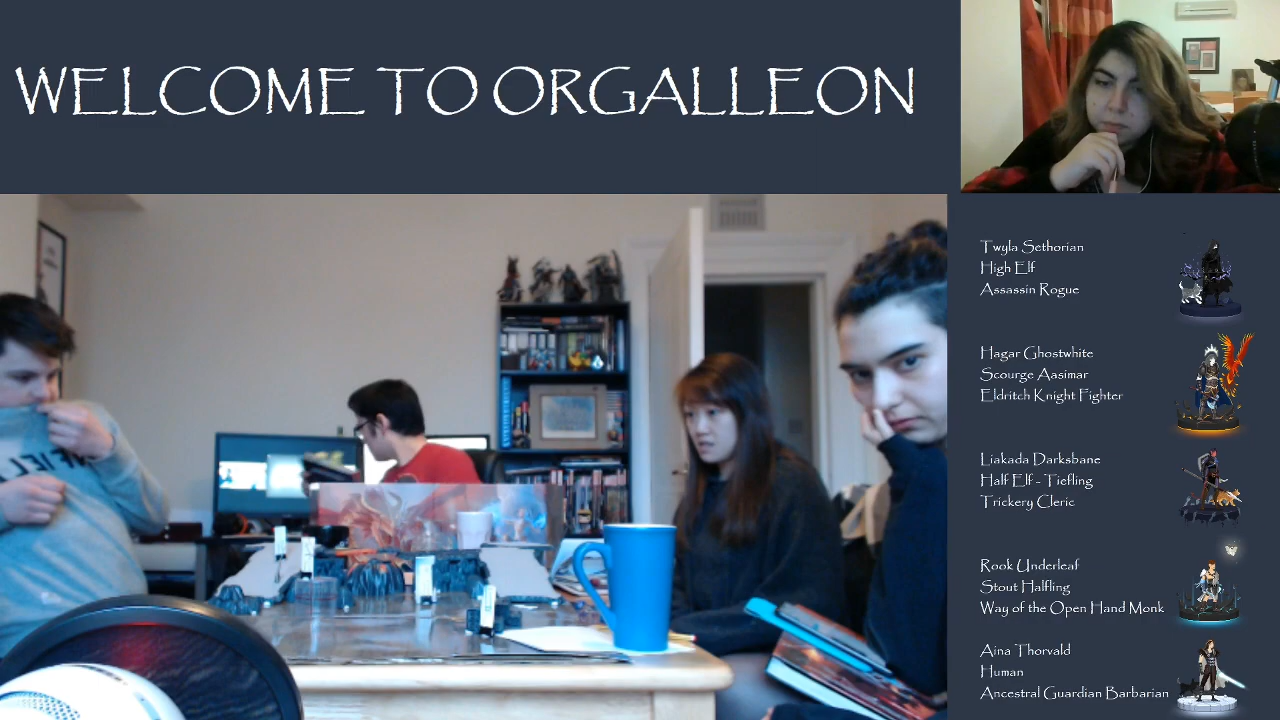 WELCOME TO ORGALLEON
Twyla Sethorian
High Elf
Assassin Rogue
Hagar Ghostwhite
Scourge Aasimar
Eldritch Knight Fighter
Liakada Darksbane
Half Elf - Tiefling
Trickery Cleric
Rook Underleaf
Stout Halfling
Way of the Open Hand Monk
Aina Thorvald
Human
Ancestral Guardian Barbarian